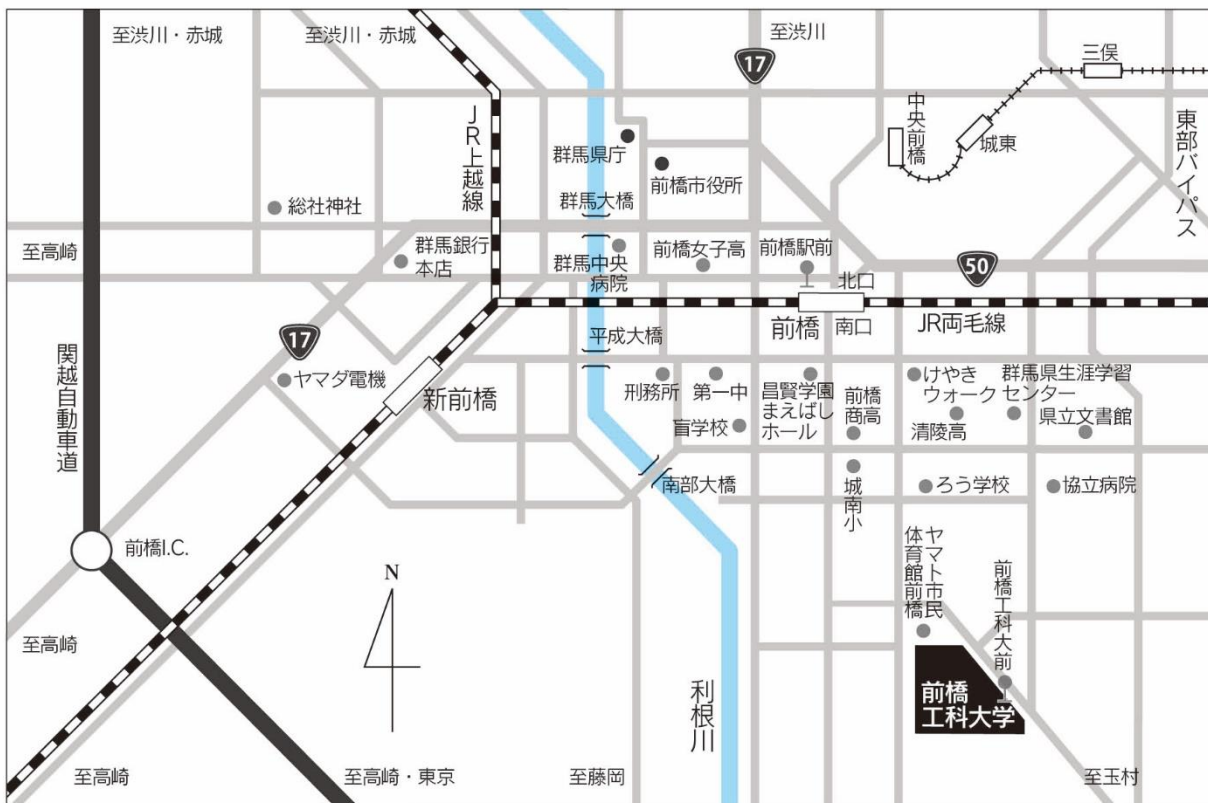 至渋川・赤城
至渋川・赤城
至渋川
17
三俣
中央前橋
城東
東部バイパス
JR上越線
群馬県庁
前橋市役所
群馬大橋
総社神社
至高崎
群馬銀行
本店
群馬中央
病院
前橋女子高
前橋駅前
北口
50
前橋
南口
JR両毛線
平成大橋
17
関越自動車道
ヤマダ電機
新前橋
刑務所
第一中
昌賢学園
まえばし
ホール
前橋
商高
けやき
ウォーク
群馬県生涯学習
センター
盲学校
清陵高
県立文書館
南部大橋
城南小
ろう学校
協立病院
前橋I.C.
N
ヤマト市民
体育館前橋
前橋工科大前
至高崎
利根川
前橋
工科大学
至高崎
至高崎・東京
至藤岡
至玉村